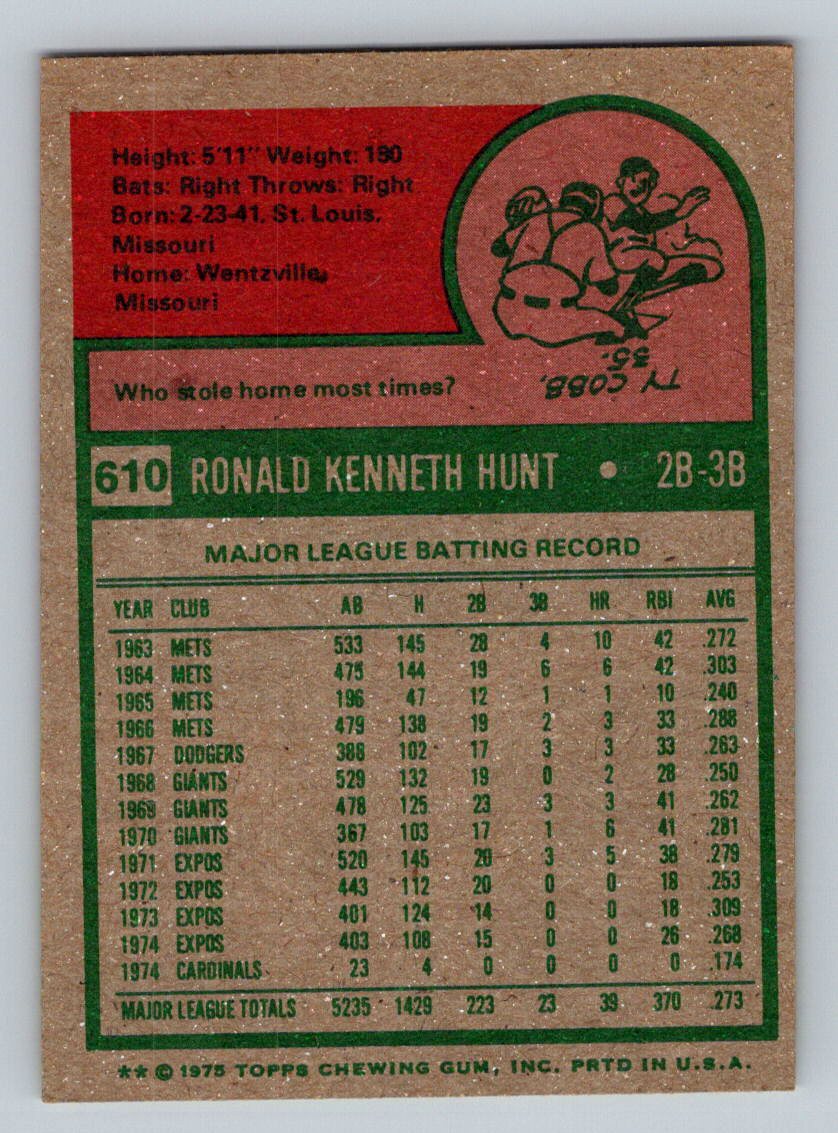 Height: 5'11" Weight: 180
Bats: Right Throws: Right
Born: 2-23-41, St. Louis,
Missouri
Home: Wentzville,
Missouri
Who stole home most times?
TY COBB,
35.
610 RONALD KENNETH HUNT • 2B-3B
MAJOR LEAGUE BATTING RECORD
YEAR CLUB AB H 2B 3B HR RBI AVG
1963 METS 533 145 28 4 10 42 .272
1964 METS 475 144 19 6 6 42 .303
1965 METS 196 47 12 1 1 10 .240
1966 METS 479 138 19 2 3 33 .288
1967 DODGERS 388 102 17 3 3 33 .263
1968 GIANTS 529 132 19 0 2 28 .250
1969 GIANTS 478 125 23 3 3 41 .262
1970 GIANTS 367 103 17 1 6 41 .281
1971 EXPOS 520 145 20 3 5 38 .279
1972 EXPOS 443 112 20 0 0 18 .253
1973 EXPOS 401 124 14 0 0 18 .309
1974 EXPOS 403 108 15 0 0 26 .268
1974 CARDINALS 23 4 0 0 0 0 .174
MAJOR LEAGUE TOTALS 5235 1429 223 23 39 370 .273
** © 1975 TOPPS CHEWING GUM, INC. PRTD IN U.S.A.